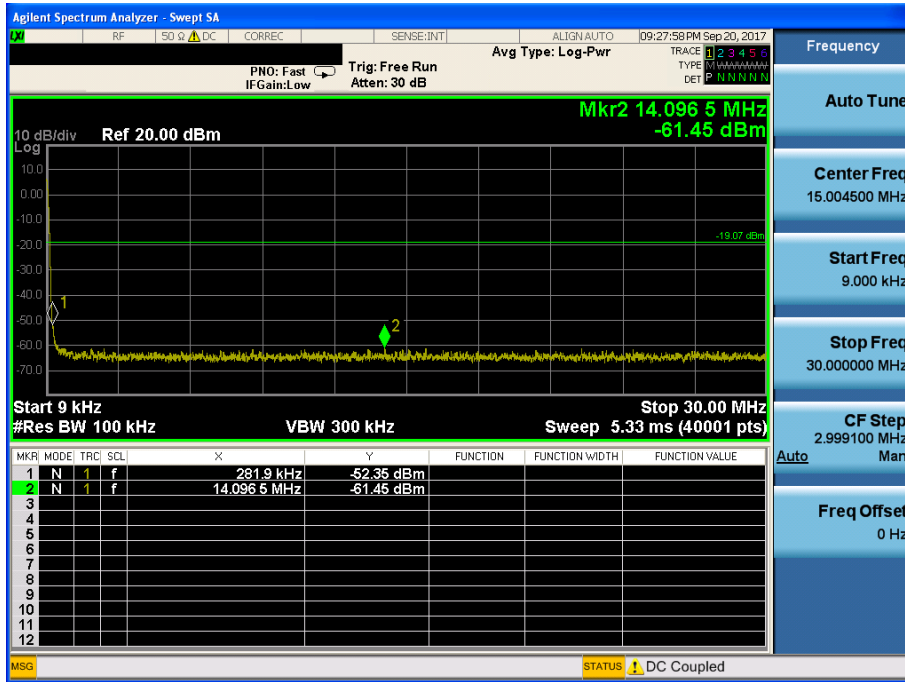 Agilent Spectrum Analyzer - Swept SA
LXI RF 50 Ω DC CORREC SENSE:INT ALIGN AUTO 09:27:58 PM Sep 20, 2017
Avg Type: Log-Pwr TRACE 1 2 3 4 5 6
PNO: Fast Trig: Free Run TYPE M WWWWW
IFGain:Low Atten: 30 dB DET P N N N N N
Mkr2 14.096 5 MHz
10 dB/div Ref 20.00 dBm -61.45 dBm
Log
10.0
0.00
-10.0
-19.07 dBm
-20.0
-30.0
-40.0
1
-50.0
2
-60.0
-70.0
Start 9 kHz Stop 30.00 MHz
#Res BW 100 kHz VBW 300 kHz Sweep 5.33 ms (40001 pts)
MKR MODE TRC SCL X Y FUNCTION FUNCTION WIDTH FUNCTION VALUE
1 N 1 f 281.9 kHz -52.35 dBm
2 N 1 f 14.096 5 MHz -61.45 dBm
3
4
5
6
7
8
9
10
11
12
MSG STATUS DC Coupled
Frequency
Auto Tune
Center Freq
15.004500 MHz
Start Freq
9.000 kHz
Stop Freq
30.000000 MHz
CF Step
2.999100 MHz
Auto Man
Freq Offset
0 Hz